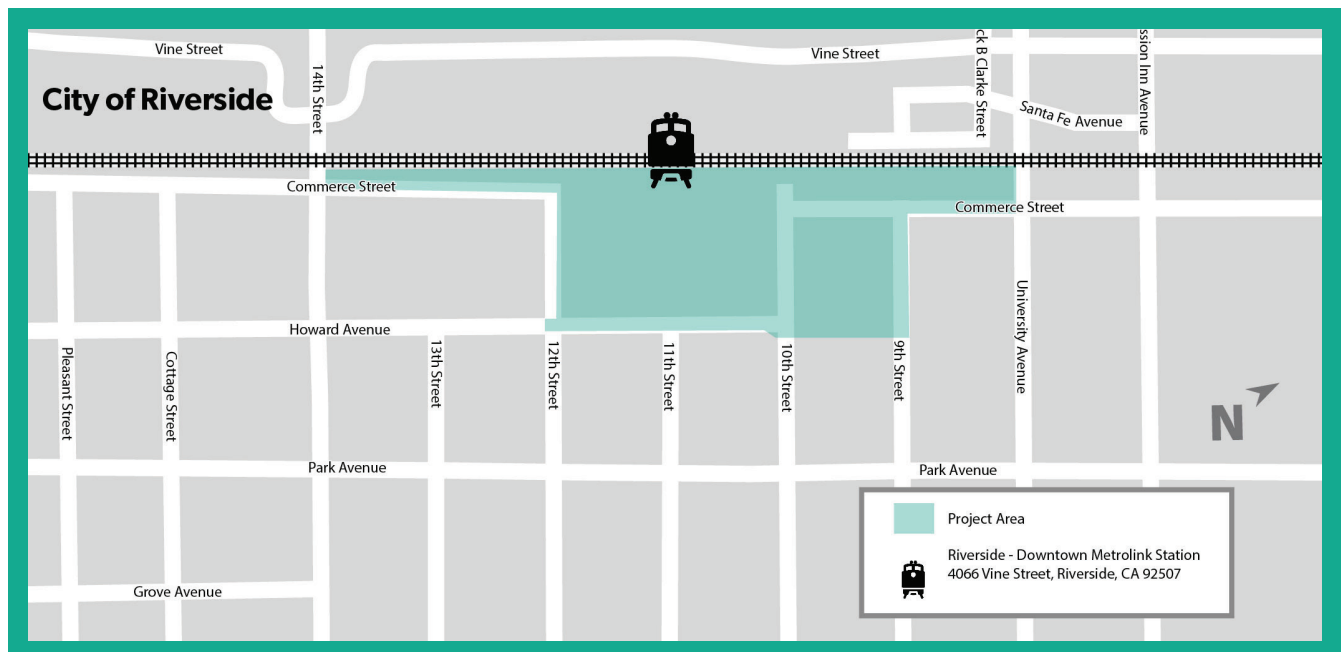 Vine Street
Vine Street
City of Riverside
14th Street
ck B Clarke Street
ssion Inn Avenue
Santa Fe Avenue
Commerce Street
Commerce Street
Howard Avenue
University Avenue
Pleasant Street
Cottage Street
13th Street
12th Street
11th Street
10th Street
9th Street
N
Park Avenue
Park Avenue
Project Area
Riverside - Downtown Metrolink Station
4066 Vine Street, Riverside, CA 92507
Grove Avenue